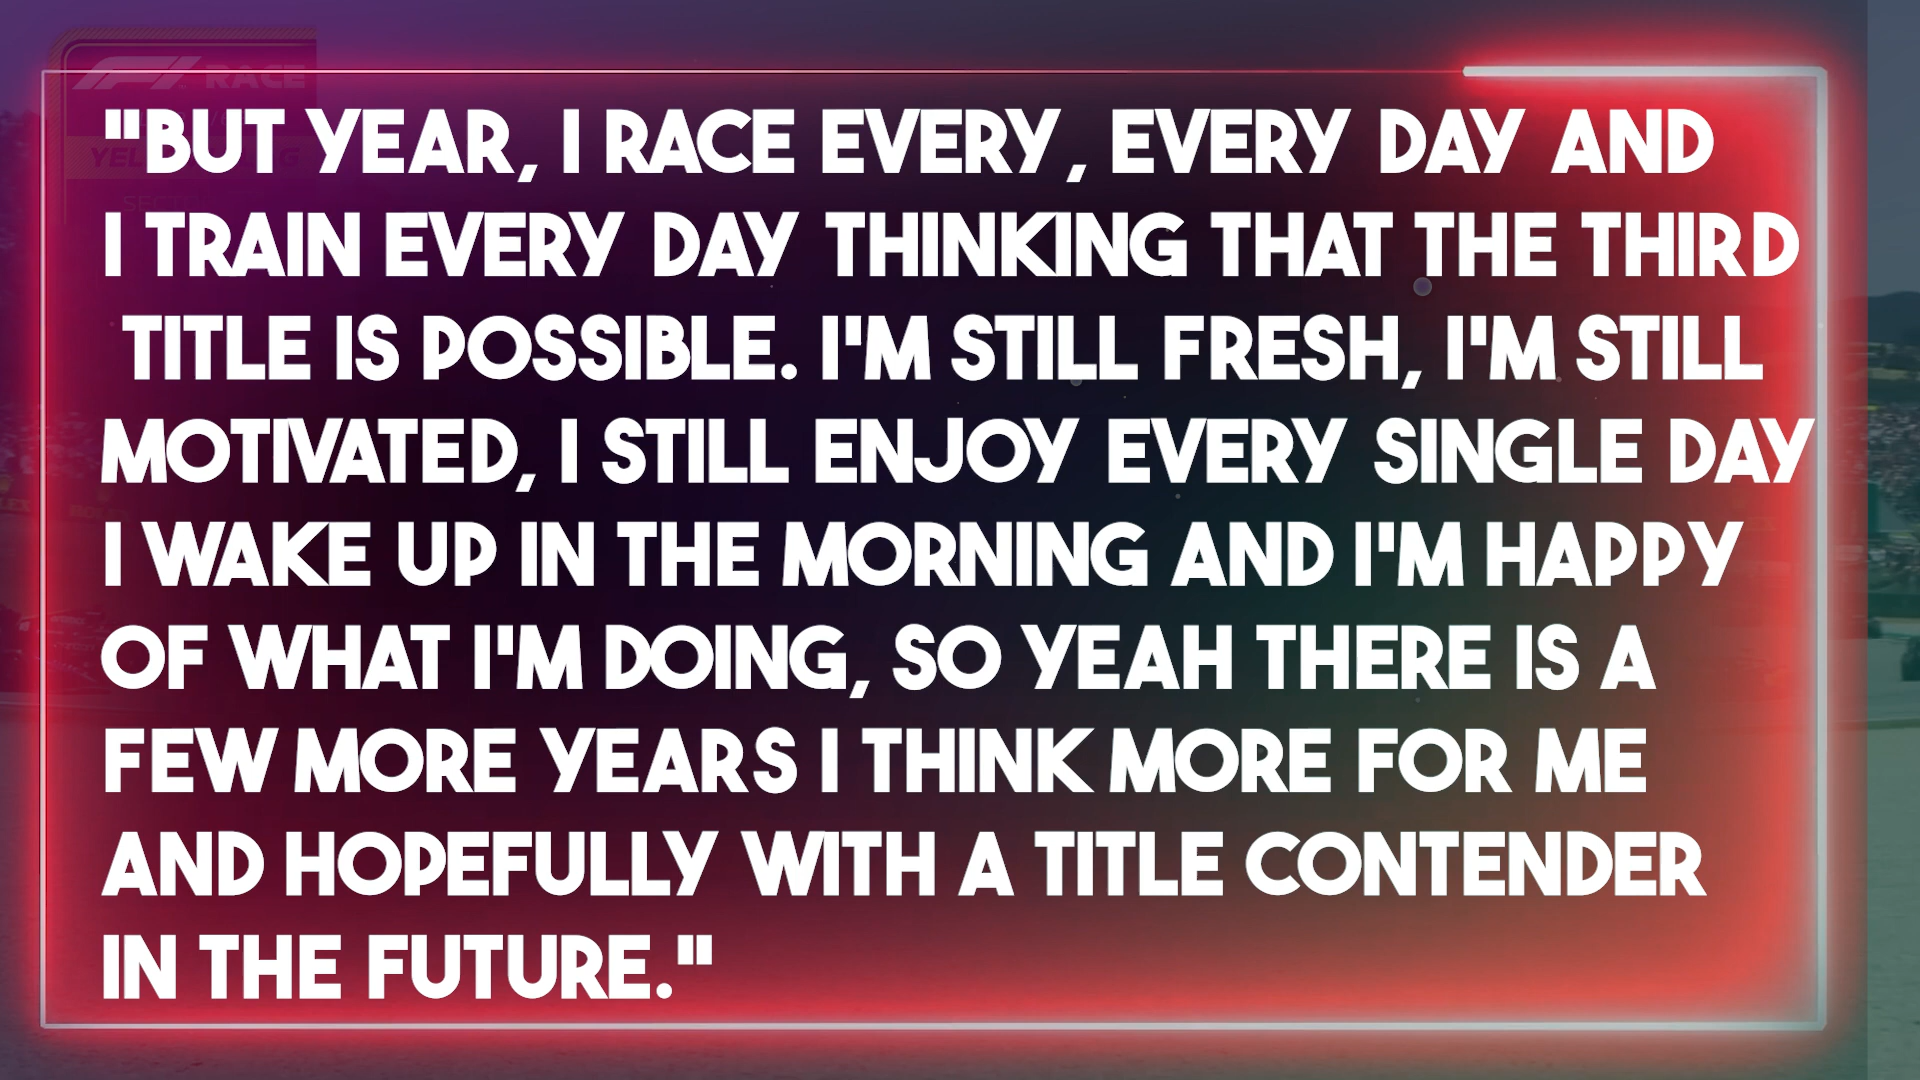 F1 RACE
"BUT YEAR, I RACE EVERY, EVERY DAY AND
I TRAIN EVERY DAY THINKING THAT THE THIRD
TITLE IS POSSIBLE. I'M STILL FRESH, I'M STILL
MOTIVATED, I STILL ENJOY EVERY SINGLE DAY
I WAKE UP IN THE MORNING AND I'M HAPPY
OF WHAT I'M DOING, SO YEAH THERE IS A
FEW MORE YEARS I THINK MORE FOR ME
AND HOPEFULLY WITH A TITLE CONTENDER
IN THE FUTURE."